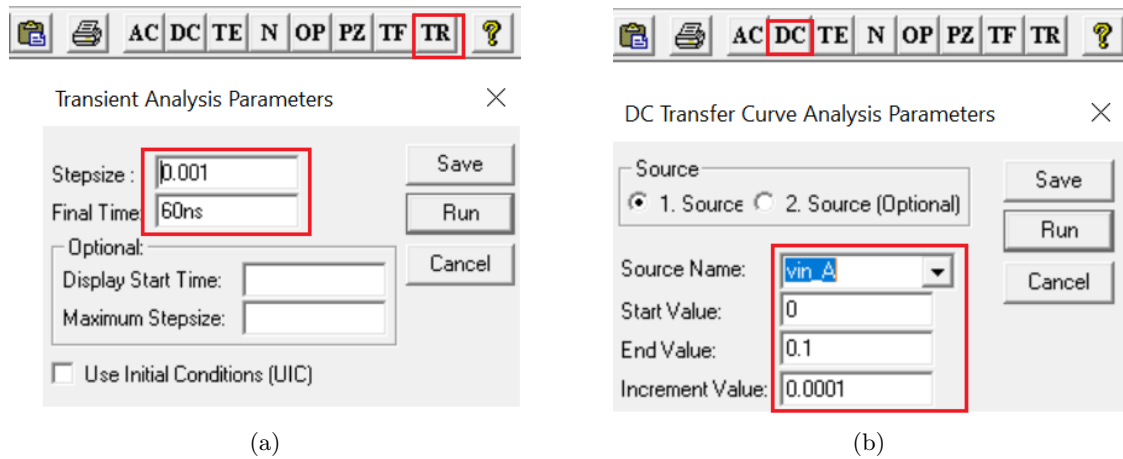 AC DC TE N OP PZ TF TR ?
Transient Analysis Parameters
Stepsize : 0.001
Save
Final Time: 60ns
Run
Optional:
Cancel
Display Start Time:
Maximum Stepsize:
Use Initial Conditions (UIC)
(a)
AC DC TE N OP PZ TF TR ?
DC Transfer Curve Analysis Parameters
Source
Save
1. Source 2. Source (Optional)
Run
Source Name: vin_A
Cancel
Start Value: 0
End Value: 0.1
Increment Value: 0.0001
(b)